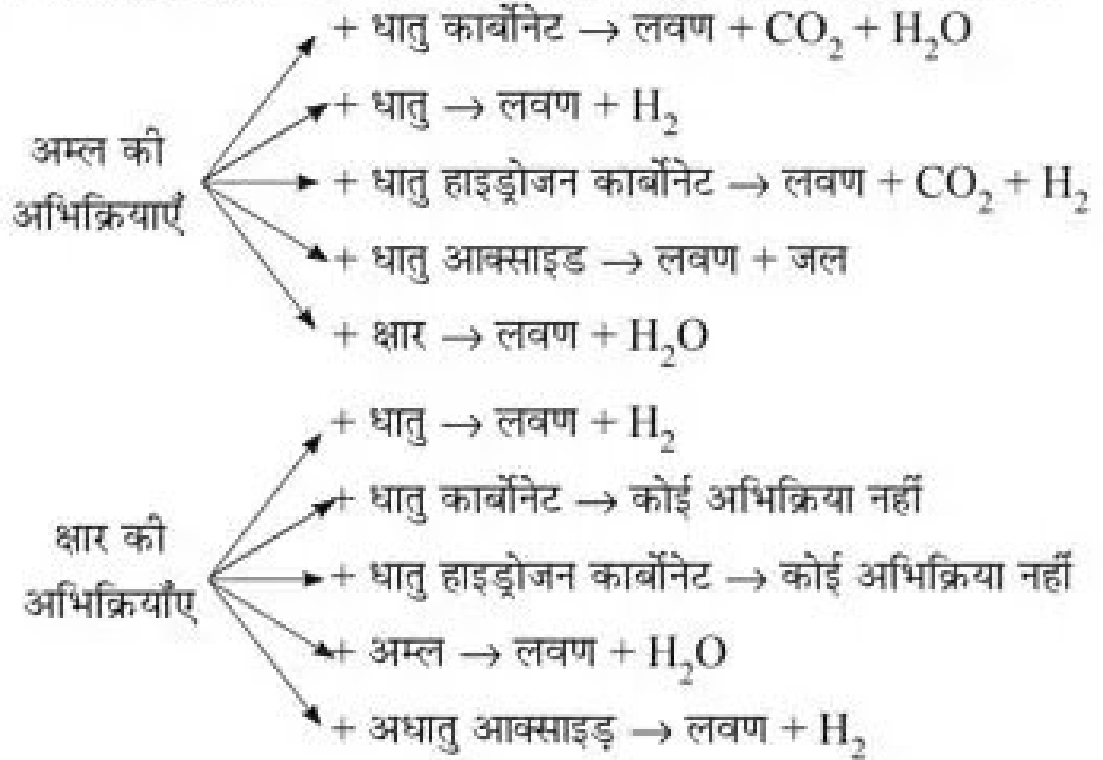 + धातु कार्बोनेट → लवण + CO₂ + H₂O
+ धातु → लवण + H₂
अम्ल की
+ धातु हाइड्रोजन कार्बोनेट → लवण + CO₂ + H₂
अभिक्रियाएँ
+ धातु आक्साइड → लवण + जल
+ क्षार → लवण + H₂O
+ धातु → लवण + H₂
+ धातु कार्बोनेट → कोई अभिक्रिया नहीं
क्षार की
+ धातु हाइड्रोजन कार्बोनेट → कोई अभिक्रिया नहीं
अभिक्रियाँए
+ अम्ल → लवण + H₂O
+ अधातु आक्साइड़ → लवण + H₂